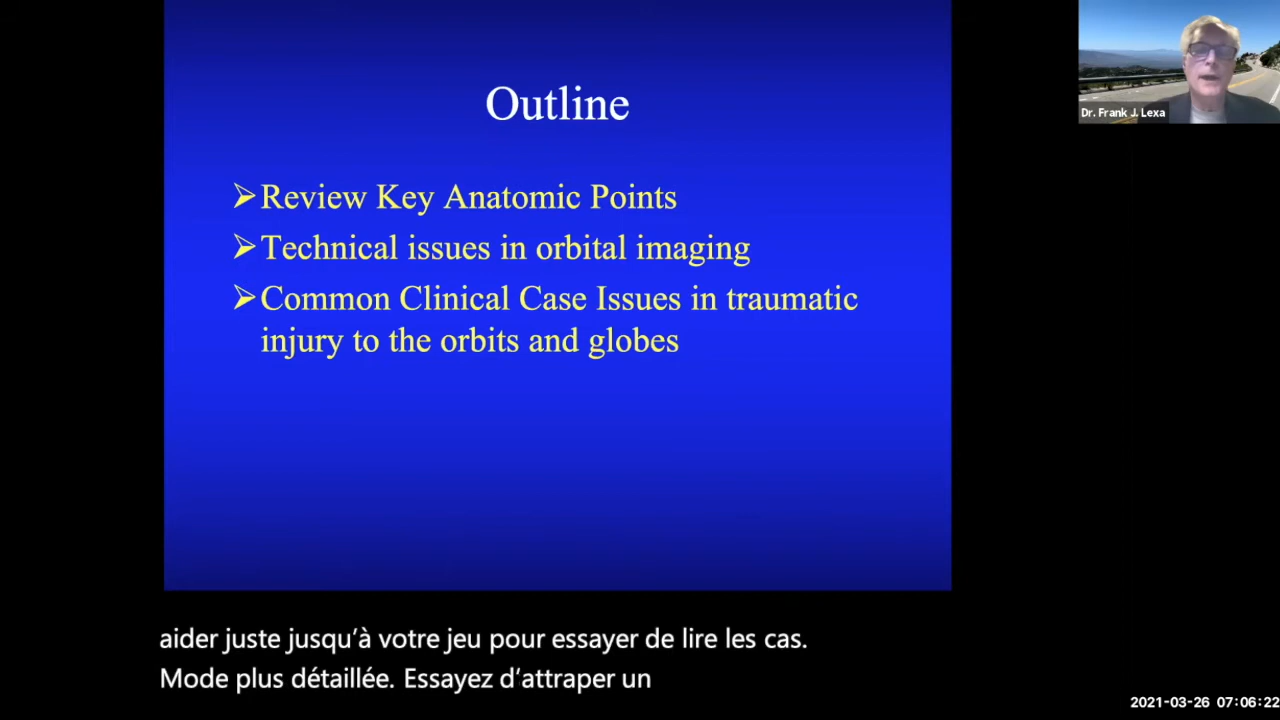 Outline
➢Review Key Anatomic Points
➢Technical issues in orbital imaging
➢Common Clinical Case Issues in traumatic
injury to the orbits and globes
Dr. Frank J. Lexa
aider juste jusqu’à votre jeu pour essayer de lire les cas.
Mode plus détaillée. Essayez d’attraper un
2021-03-26 07:06:22